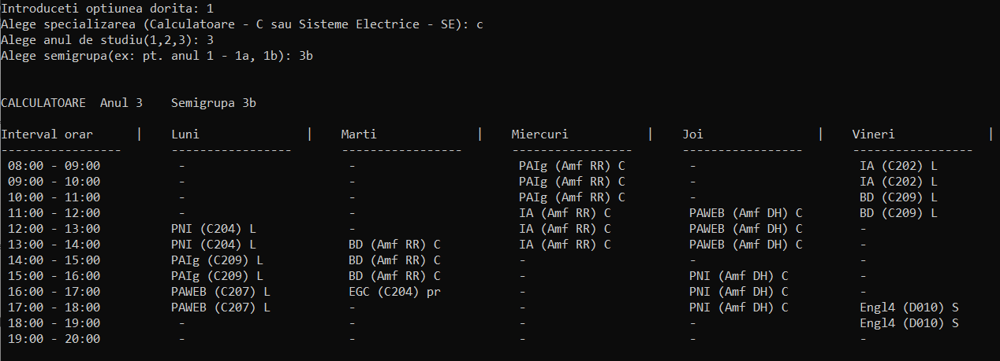 Introduceti optiunea dorita: 1
Alege specializarea (Calculatoare - C sau Sisteme Electrice - SE): c
Alege anul de studiu(1,2,3): 3
Alege semigrupa(ex: pt. anul 1 - 1a, 1b): 3b
CALCULATOARE  Anul 3    Semigrupa 3b
Interval orar      |    Luni               |    Marti              |    Miercuri           |    Joi                |    Vineri             |
-----------------       -----------------       -----------------       -----------------       -----------------       -----------------
 08:00 - 09:00           -                       -                       PAIg (Amf RR) C         -                       IA (C202) L
 09:00 - 10:00           -                       -                       PAIg (Amf RR) C         -                       IA (C202) L
 10:00 - 11:00           -                       -                       PAIg (Amf RR) C         -                       BD (C209) L
 11:00 - 12:00           -                       -                       IA (Amf RR) C           PAWEB (Amf DH) C        BD (C209) L
 12:00 - 13:00          PNI (C204) L             -                       IA (Amf RR) C           PAWEB (Amf DH) C        -
 13:00 - 14:00          PNI (C204) L             BD (Amf RR) C           IA (Amf RR) C           PAWEB (Amf DH) C        -
 14:00 - 15:00          PAIg (C209) L            BD (Amf RR) C           -                       -                       -
 15:00 - 16:00          PAIg (C209) L            BD (Amf RR) C           -                       PNI (Amf DH) C          -
 16:00 - 17:00          PAWEB (C207) L           EGC (C204) pr           -                       PNI (Amf DH) C          -
 17:00 - 18:00          PAWEB (C207) L           -                       -                       PNI (Amf DH) C          Engl4 (D010) S
 18:00 - 19:00           -                       -                       -                       -                       Engl4 (D010) S
 19:00 - 20:00           -                       -                       -                       -                       -